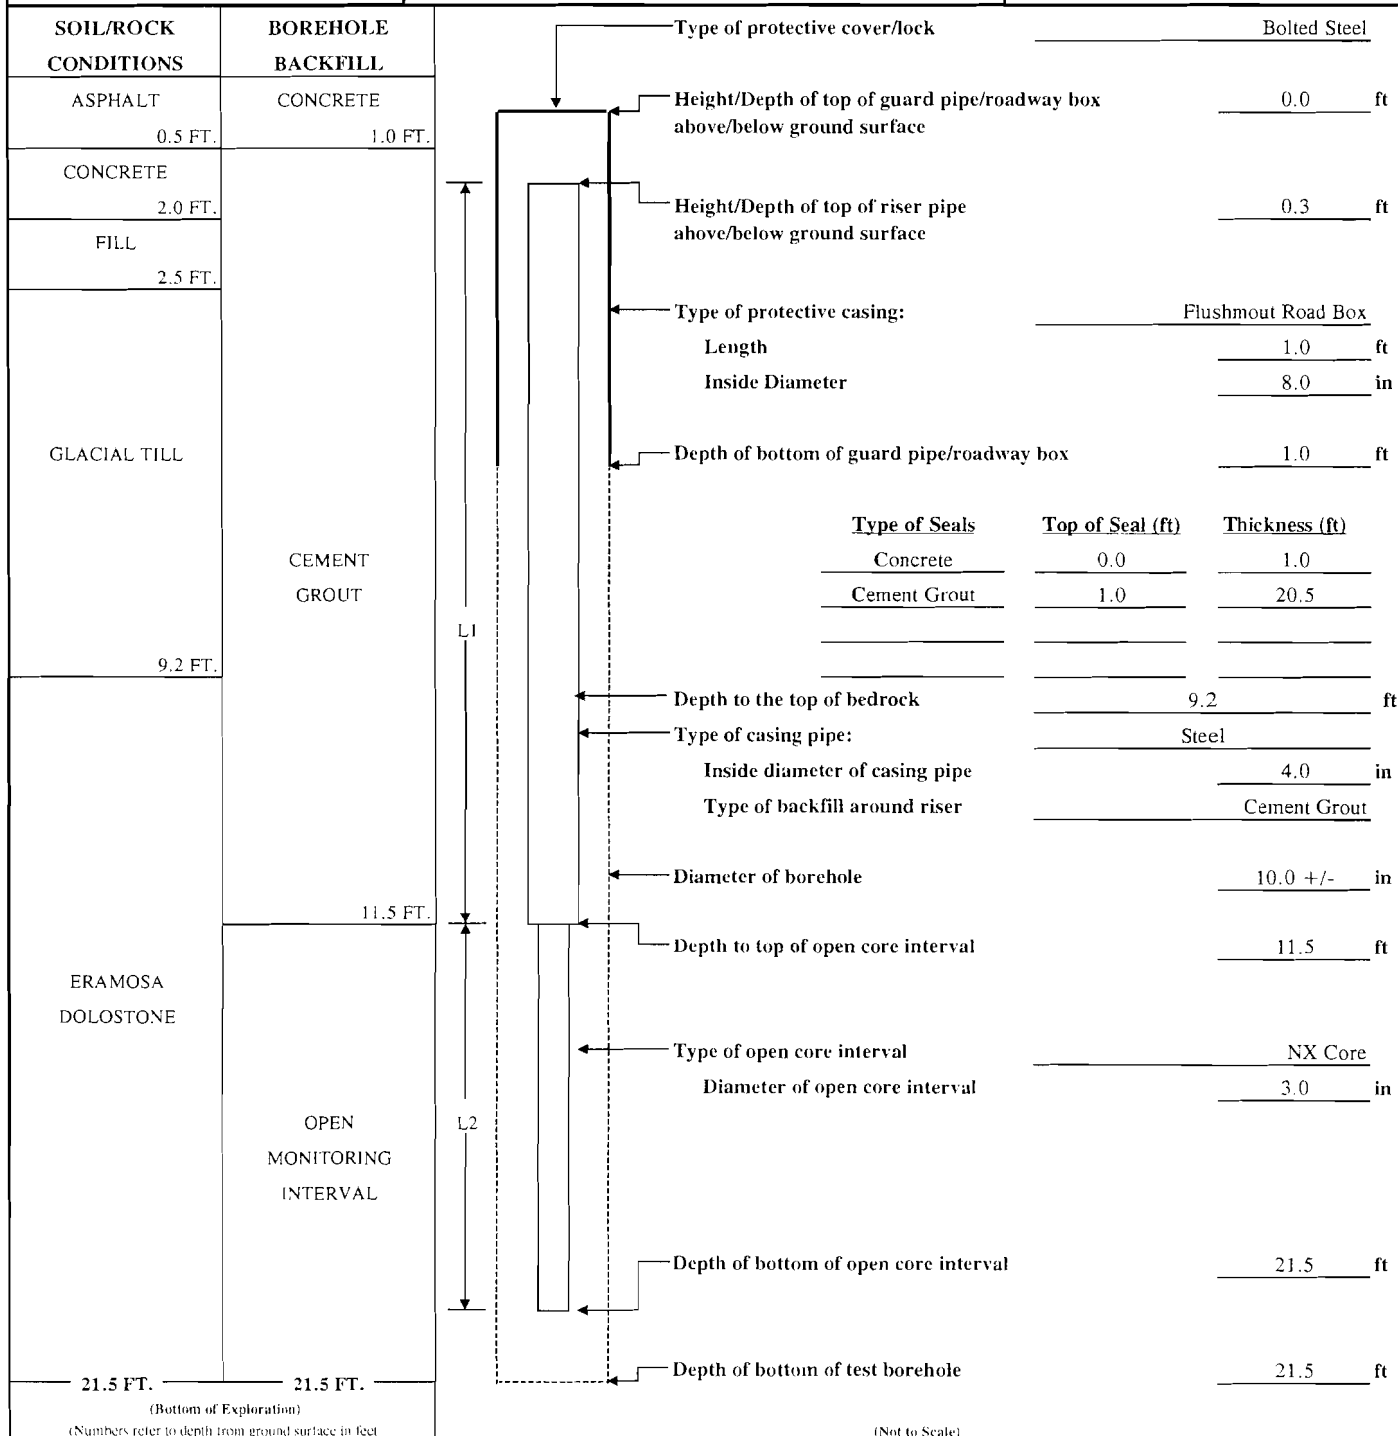 SOIL/ROCK
CONDITIONS
BOREHOLE
BACKFILL
ASPHALT
0.5 FT.
CONCRETE
1.0 FT.
CONCRETE
2.0 FT.
FILL
2.5 FT.
GLACIAL TILL
9.2 FT.
CEMENT
GROUT
11.5 FT.
ERAMOSA
DOLOSTONE
OPEN
MONITORING
INTERVAL
21.5 FT.
21.5 FT.
(Bottom of Exploration)
(Numbers refer to depth from ground surface in feet
L1
L2
Type of protective cover/lock Bolted Steel
Height/Depth of top of guard pipe/roadway box 0.0 ft
above/below ground surface
Height/Depth of top of riser pipe 0.3 ft
above/below ground surface
Type of protective casing: Flushmout Road Box
Length 1.0 ft
Inside Diameter 8.0 in
Depth of bottom of guard pipe/roadway box 1.0 ft
Type of Seals Top of Seal (ft) Thickness (ft)
Concrete 0.0 1.0
Cement Grout 1.0 20.5
Depth to the top of bedrock 9.2 ft
Type of casing pipe: Steel
Inside diameter of casing pipe 4.0 in
Type of backfill around riser Cement Grout
Diameter of borehole 10.0 +/- in
Depth to top of open core interval 11.5 ft
Type of open core interval NX Core
Diameter of open core interval 3.0 in
Depth of bottom of open core interval 21.5 ft
Depth of bottom of test borehole 21.5 ft
(Not to Scale)